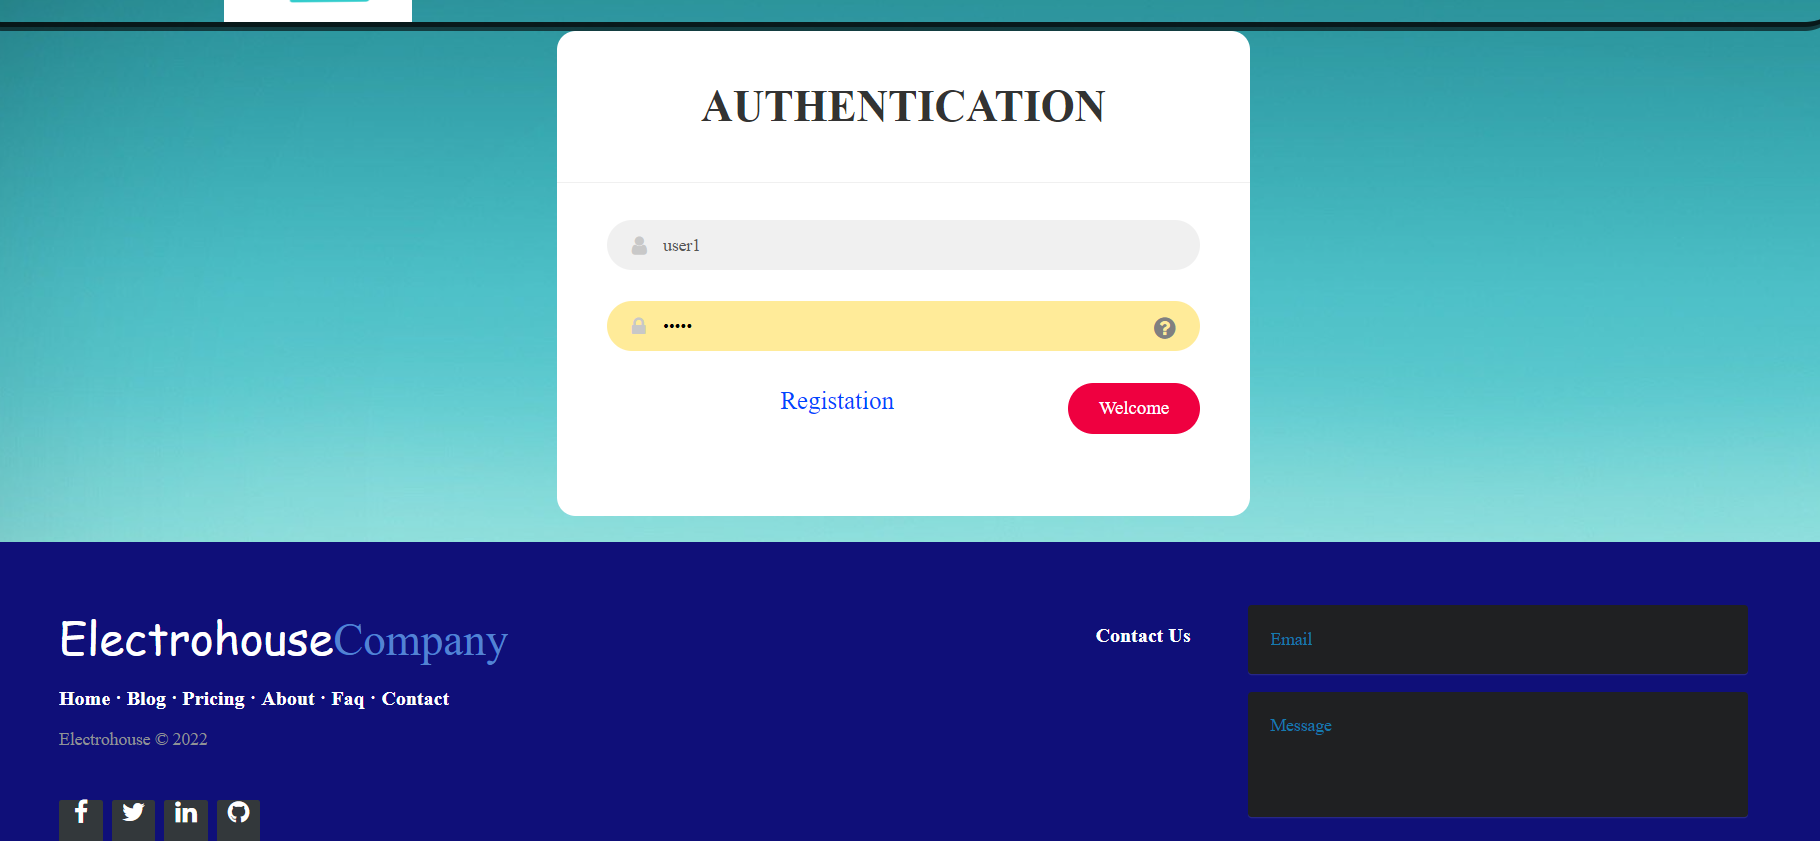 AUTHENTICATION
user1
•••••
Registation
Welcome
ElectrohouseCompany
Home · Blog · Pricing · About · Faq · Contact
Electrohouse © 2022
Contact Us
Email
Message